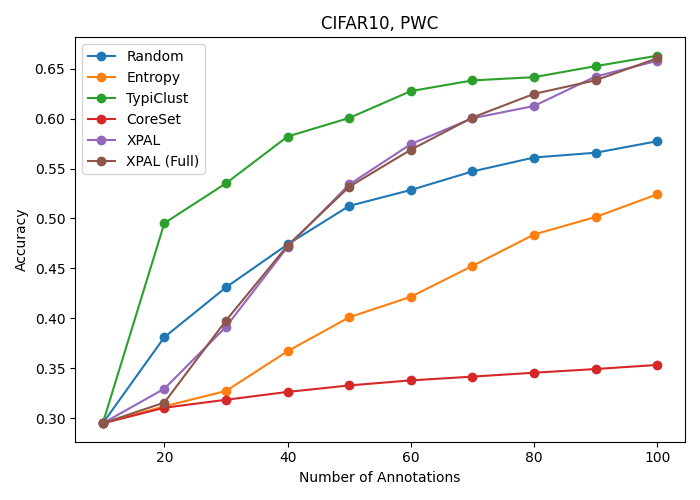 CIFAR10, PWC
Random
Entropy
TypiClust
CoreSet
XPAL
XPAL (Full)
Accuracy
0.65
0.60
0.55
0.50
0.45
0.40
0.35
0.30
20 40 60 80 100
Number of Annotations